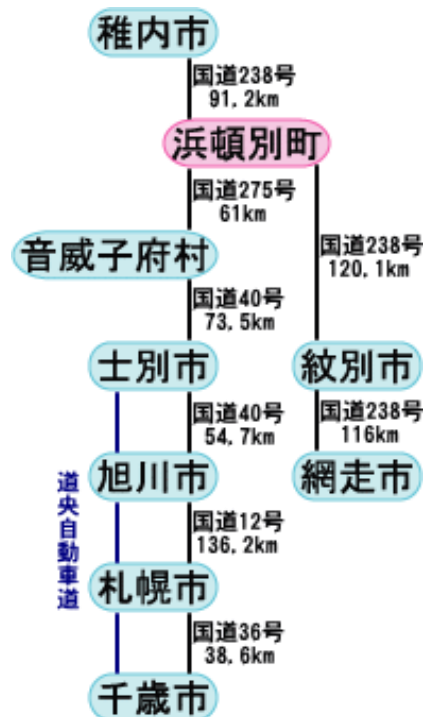 稚内市
国道238号
91.2km
浜頓別町
国道275号
61km
音威子府村
国道238号
120.1km
国道40号
73.5km
士別市
紋別市
国道40号
54.7km
国道238号
116km
旭川市
網走市
道央自動車道
国道12号
136.2km
札幌市
国道36号
38.6km
千歳市